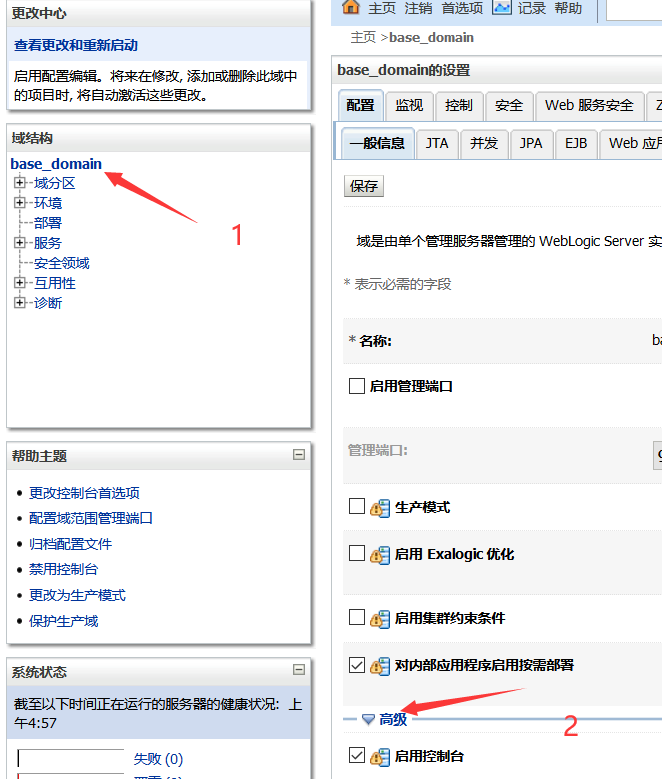 更改中心
查看更改和重新启动
启用配置编辑。将来在修改, 添加或删除此域中
的项目时, 将自动激活这些更改。
域结构
base_domain
域分区
环境
部署
服务
安全领域
互用性
诊断
1
帮助主题
更改控制台首选项
配置域范围管理端口
归档配置文件
禁用控制台
更改为生产模式
保护生产域
系统状态
截至以下时间正在运行的服务器的健康状况: 上
午4:57
失败 (0)
主页 注销 首选项 记录 帮助
主页 >base_domain
base_domain的设置
配置 监视 控制 安全 Web 服务安全
一般信息 JTA 并发 JPA EJB Web 应用
保存
域是由单个管理服务器管理的 WebLogic Server 实
* 表示必需的字段
* 名称: ba
启用管理端口
管理端口:
生产模式
启用 Exalogic 优化
启用集群约束条件
对内部应用程序启用按需部署
高级
2
启用控制台